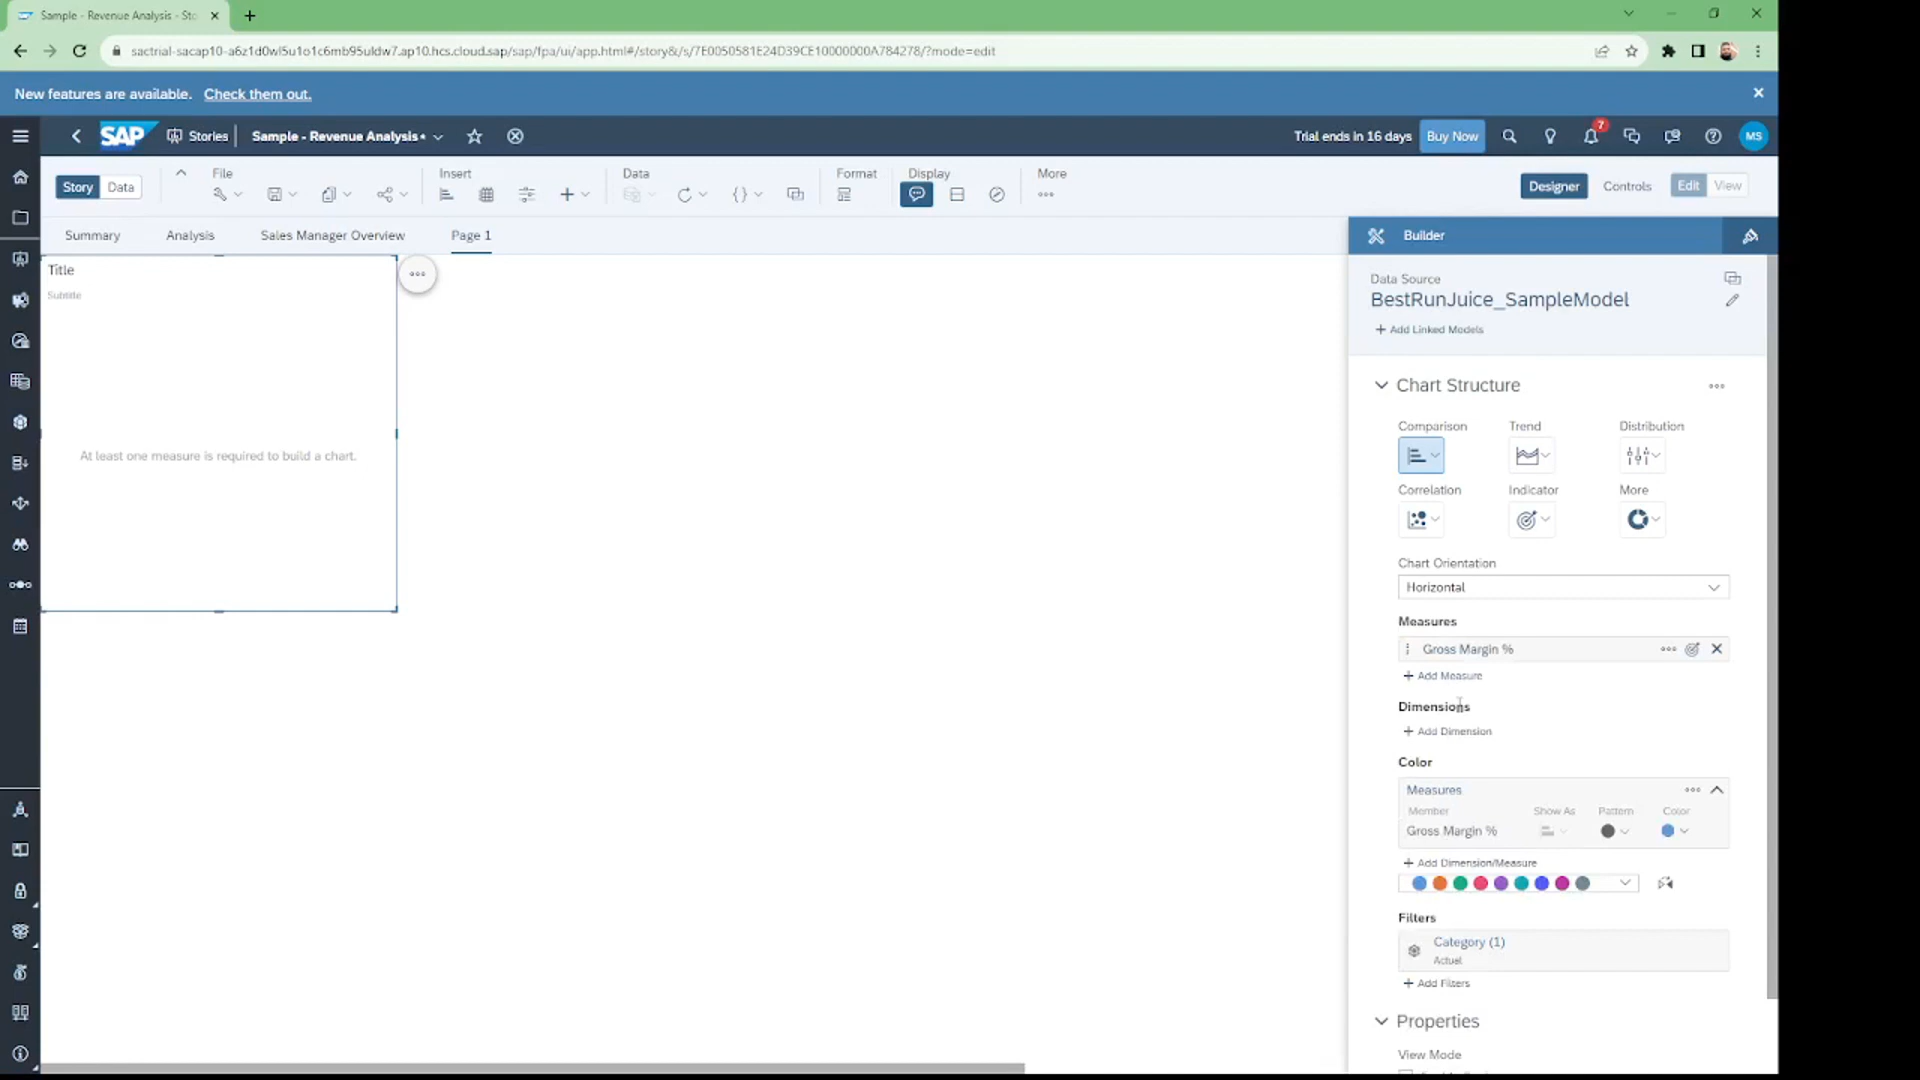 Sample - Revenue Analysis - Sto
sactrial-sacap10-a6z1d0wl5u1o1c6mb95uldw7.ap10.hcs.cloud.sap/sap/fpa/ui/app.html#/story&/s/7E0050581E24D39CE10000000A784278/?mode=edit
New features are available. Check them out.
SAP Stories Sample - Revenue Analysis • Trial ends in 16 days Buy Now 7 MS
Story Data File Insert Data Format Display More Designer Controls Edit View
Summary Analysis Sales Manager Overview Page 1
Title
Subtitle
At least one measure is required to build a chart.
Builder
Data Source
BestRunJuice_SampleModel
+ Add Linked Models
Chart Structure
Comparison Trend Distribution
Correlation Indicator More
Chart Orientation
Horizontal
Measures
Gross Margin %
+ Add Measure
Dimensions
+ Add Dimension
Color
Measures
Member Show As Pattern Color
Gross Margin %
+ Add Dimension/Measure
Filters
Category (1)
Actual
+ Add Filters
Properties
View Mode